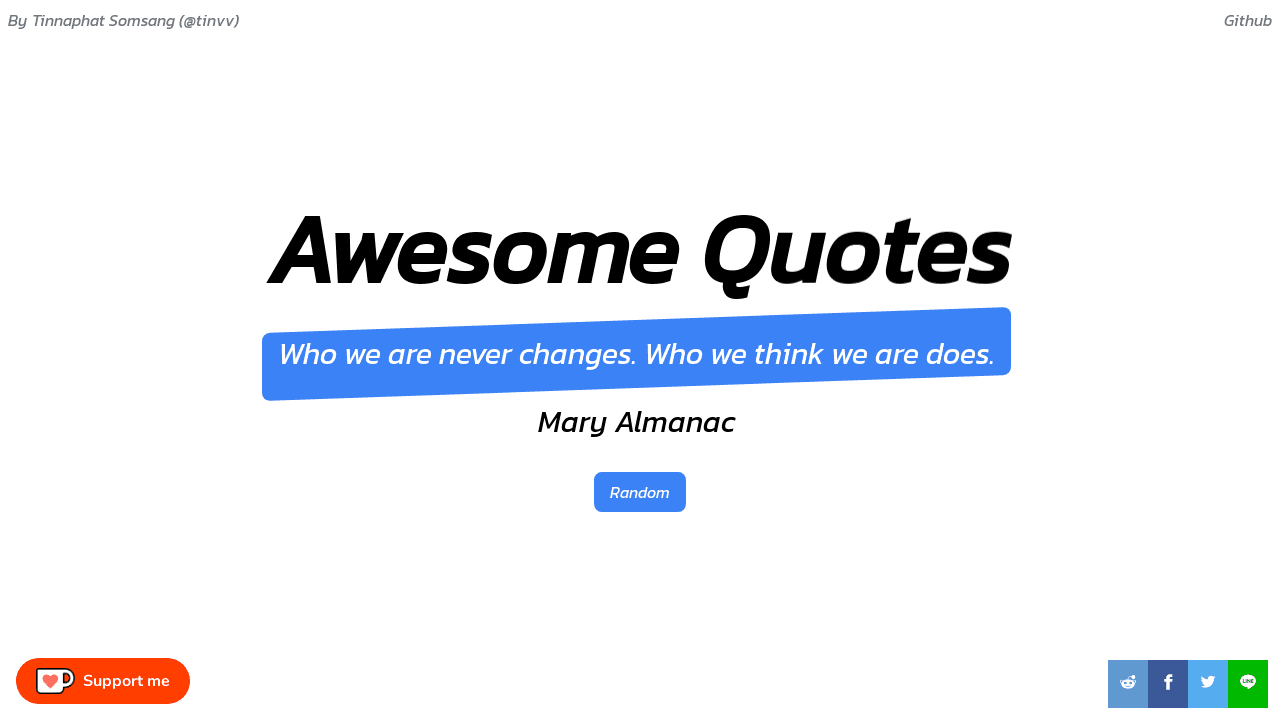 By Tinnaphat Somsang (@tinvv)
Github
Awesome Quotes
Who we are never changes. Who we think we are does.
Mary Almanac
Random
Support me
LINE